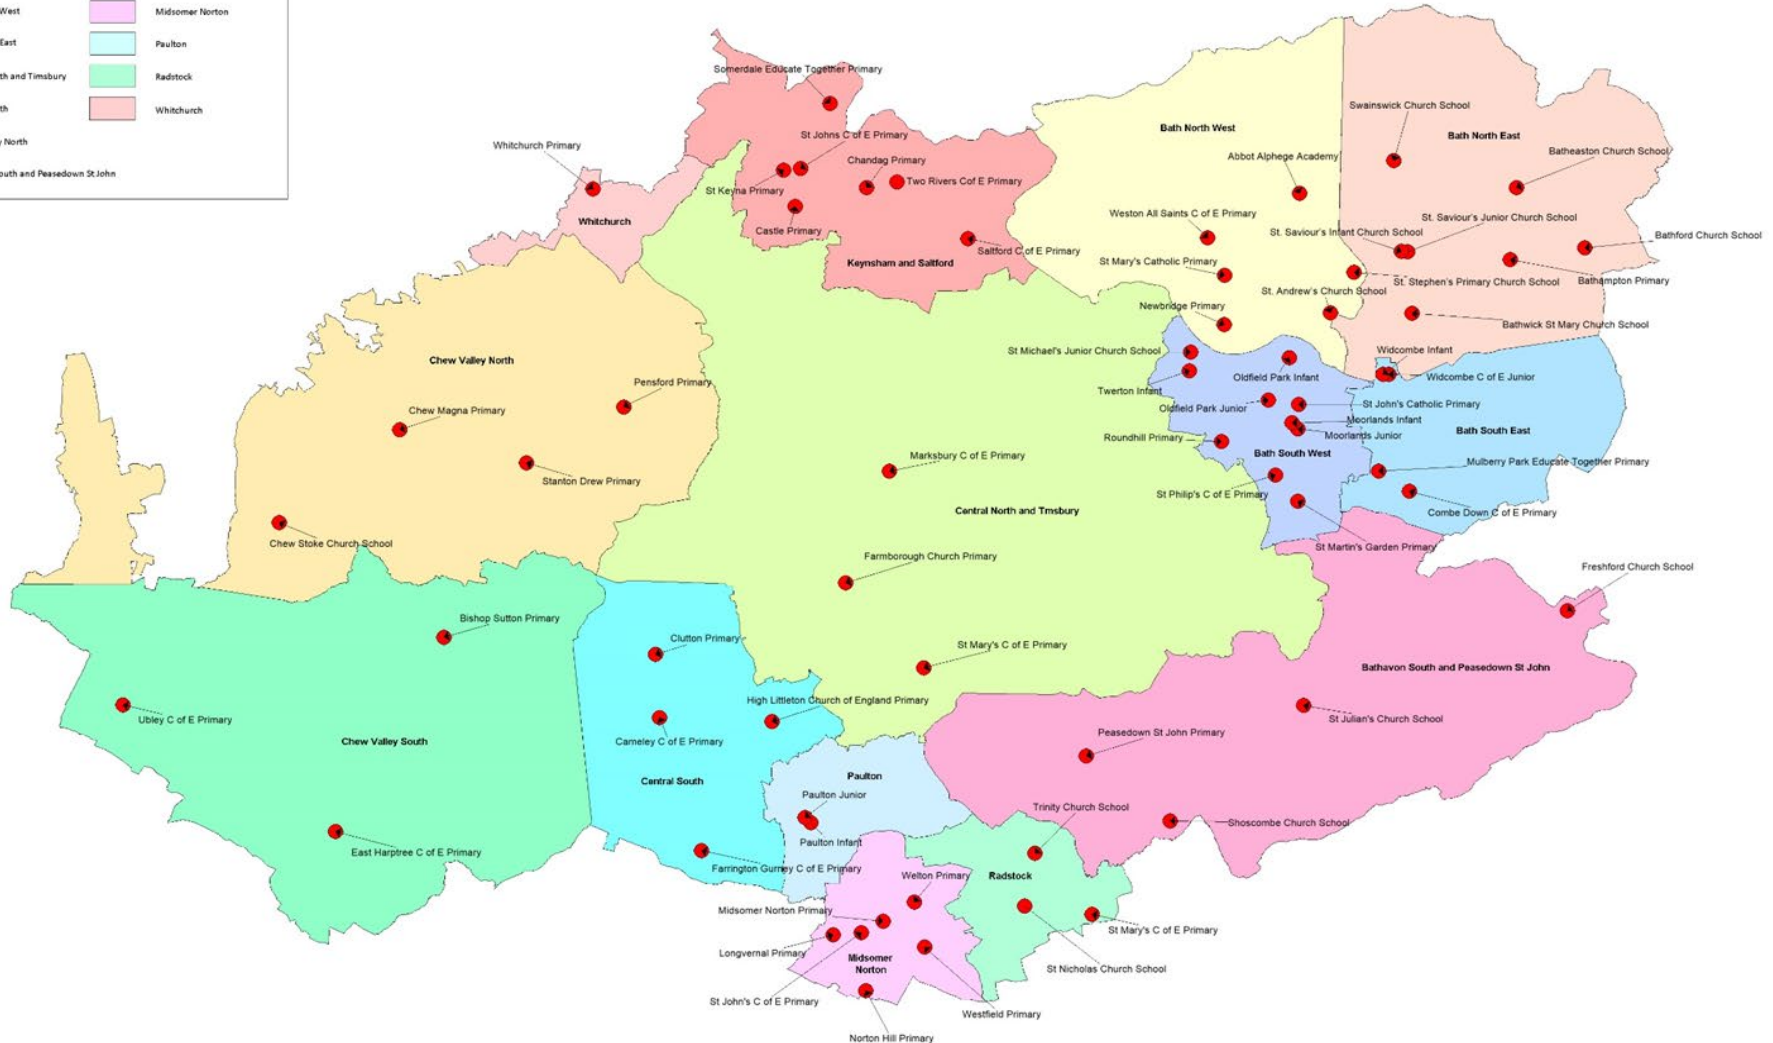 West
Midsomer Norton
East
Paulton
th and Timsbury
Radstock
th
Whitchurch
y North
outh and Peasedown St John
Somerdale Educate Together Primary
St Johns C of E Primary
Chandag Primary
Two Rivers Cof E Primary
St Keyna Primary
Castle Primary
Saltford C of E Primary
Keynsham and Saltford
Whitchurch Primary
Whitchurch
Bath North West
Abbot Alphege Academy
Weston All Saints C of E Primary
St Mary's Catholic Primary
St. Andrew's Church School
Newbridge Primary
Swainswick Church School
Bath North East
Batheaston Church School
St. Saviour's Junior Church School
St. Saviour's Infant Church School
Bathford Church School
St. Stephen's Primary Church School
Bathampton Primary
Bathwick St Mary Church School
Chew Valley North
Pensford Primary
Chew Magna Primary
Stanton Drew Primary
Chew Stoke Church School
St Michael's Junior Church School
Twerton Infant
Oldfield Park Infant
Oldfield Park Junior
St John's Catholic Primary
Moorlands Infant
Moorlands Junior
Roundhill Primary
Bath South West
St Philip's C of E Primary
St Martin's Garden Primary
Widcombe Infant
Widcombe C of E Junior
Bath South East
Mulberry Park Educate Together Primary
Combe Down C of E Primary
Marksbury C of E Primary
Central North and Tmsbury
Farmborough Church Primary
St Mary's C of E Primary
Freshford Church School
Bathavon South and Peasedown St John
St Julian's Church School
Peasedown St John Primary
Shoscombe Church School
Bishop Sutton Primary
Ubley C of E Primary
Chew Valley South
East Harptree C of E Primary
Clutton Primary
High Littleton Church of England Primary
Cameley C of E Primary
Central South
Farrington Gurney C of E Primary
Paulton
Paulton Junior
Paulton Infant
Trinity Church School
Radstock
St Mary's C of E Primary
St Nicholas Church School
Welton Primary
Midsomer Norton Primary
Longvernal Primary
Midsomer
Norton
St John's C of E Primary
Westfield Primary
Norton Hill Primary